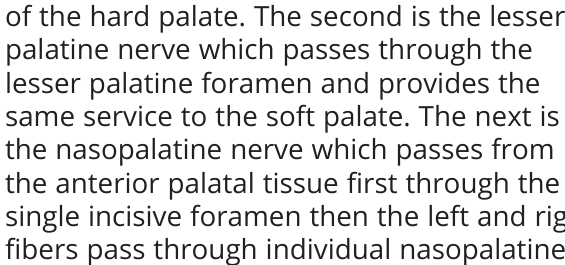 of the hard palate. The second is the lesser
palatine nerve which passes through the
lesser palatine foramen and provides the
same service to the soft palate. The next is
the nasopalatine nerve which passes from
the anterior palatal tissue first through the
single incisive foramen then the left and rig
fibers pass through individual nasopalatine